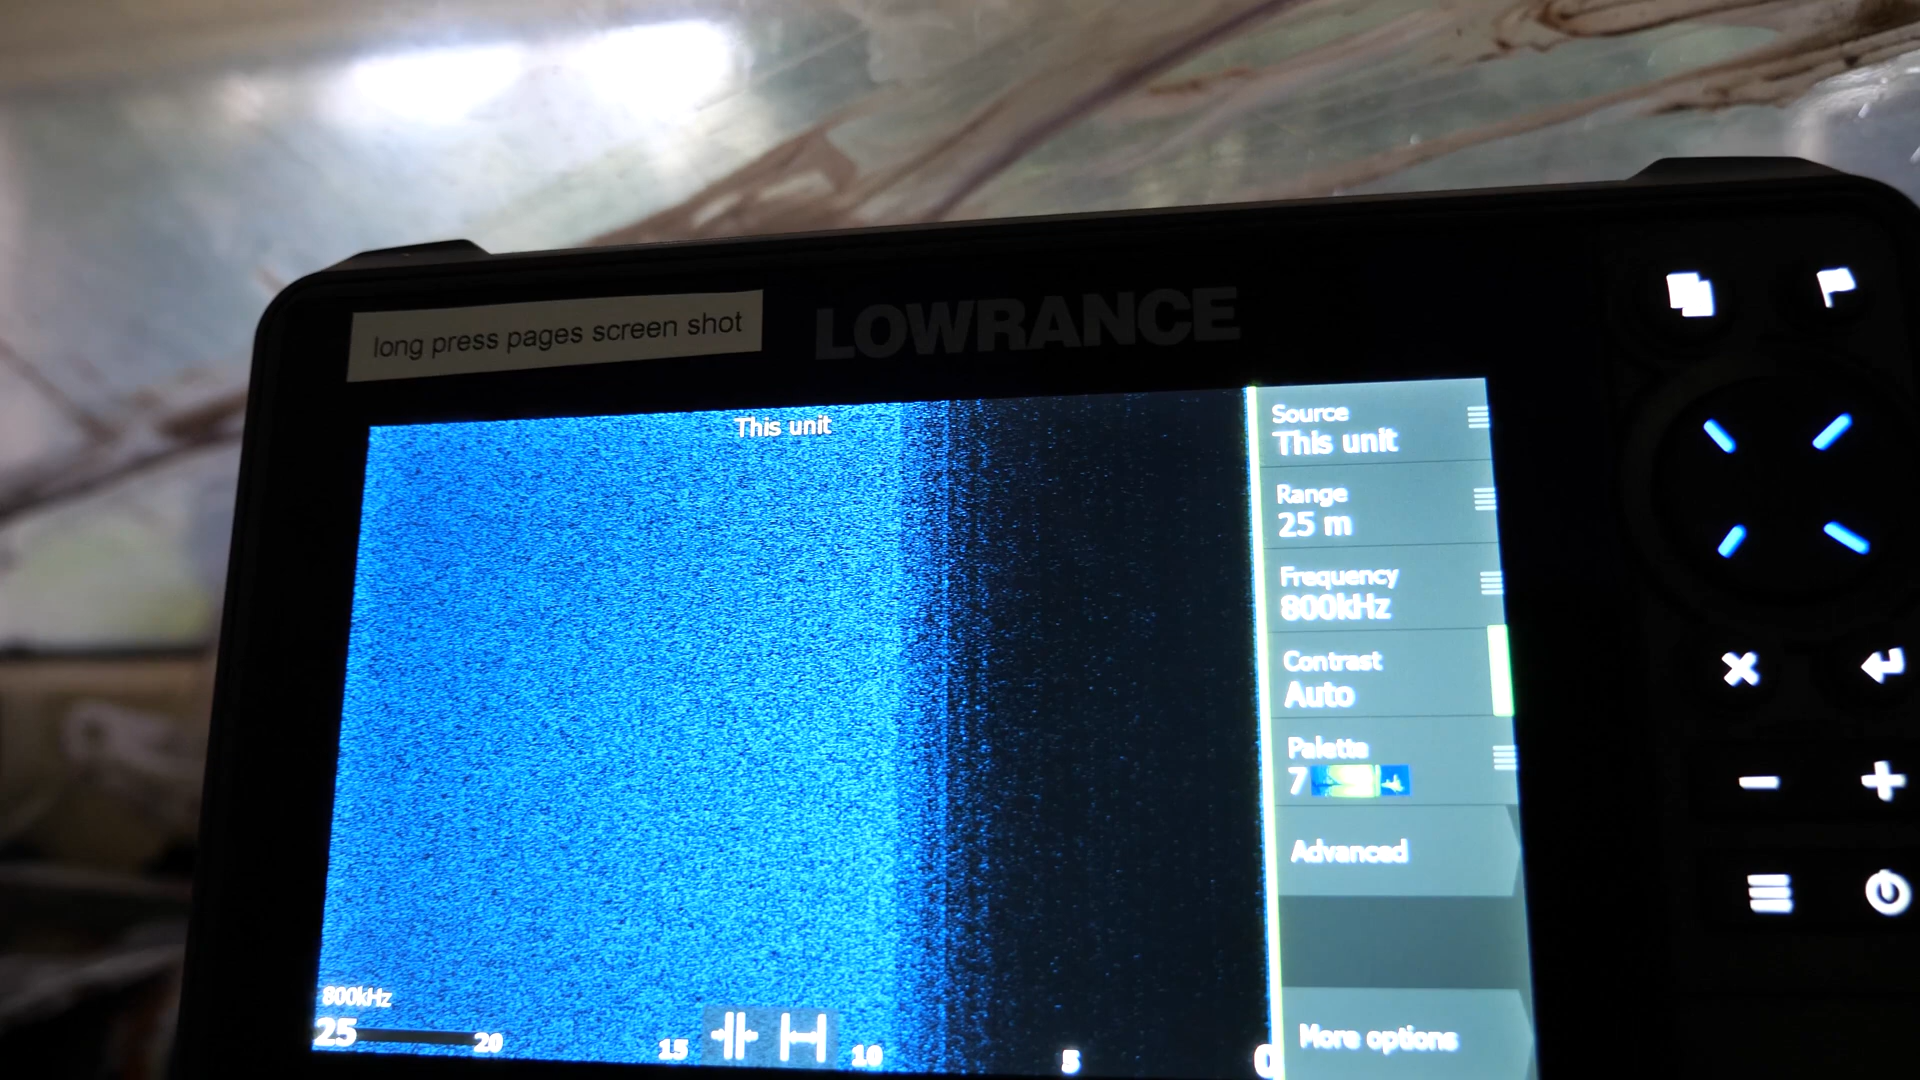 long press pages screen shot
LOWRANCE
This unit
Source
This unit
Range
25 m
Frequency
800kHz
Contrast
Auto
Palette
7
Advanced
More options
800kHz
25 20 15 10 5 0